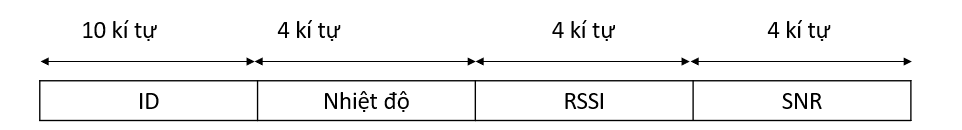 10 kí tự 4 kí tự 4 kí tự 4 kí tự
ID Nhiệt độ RSSI SNR